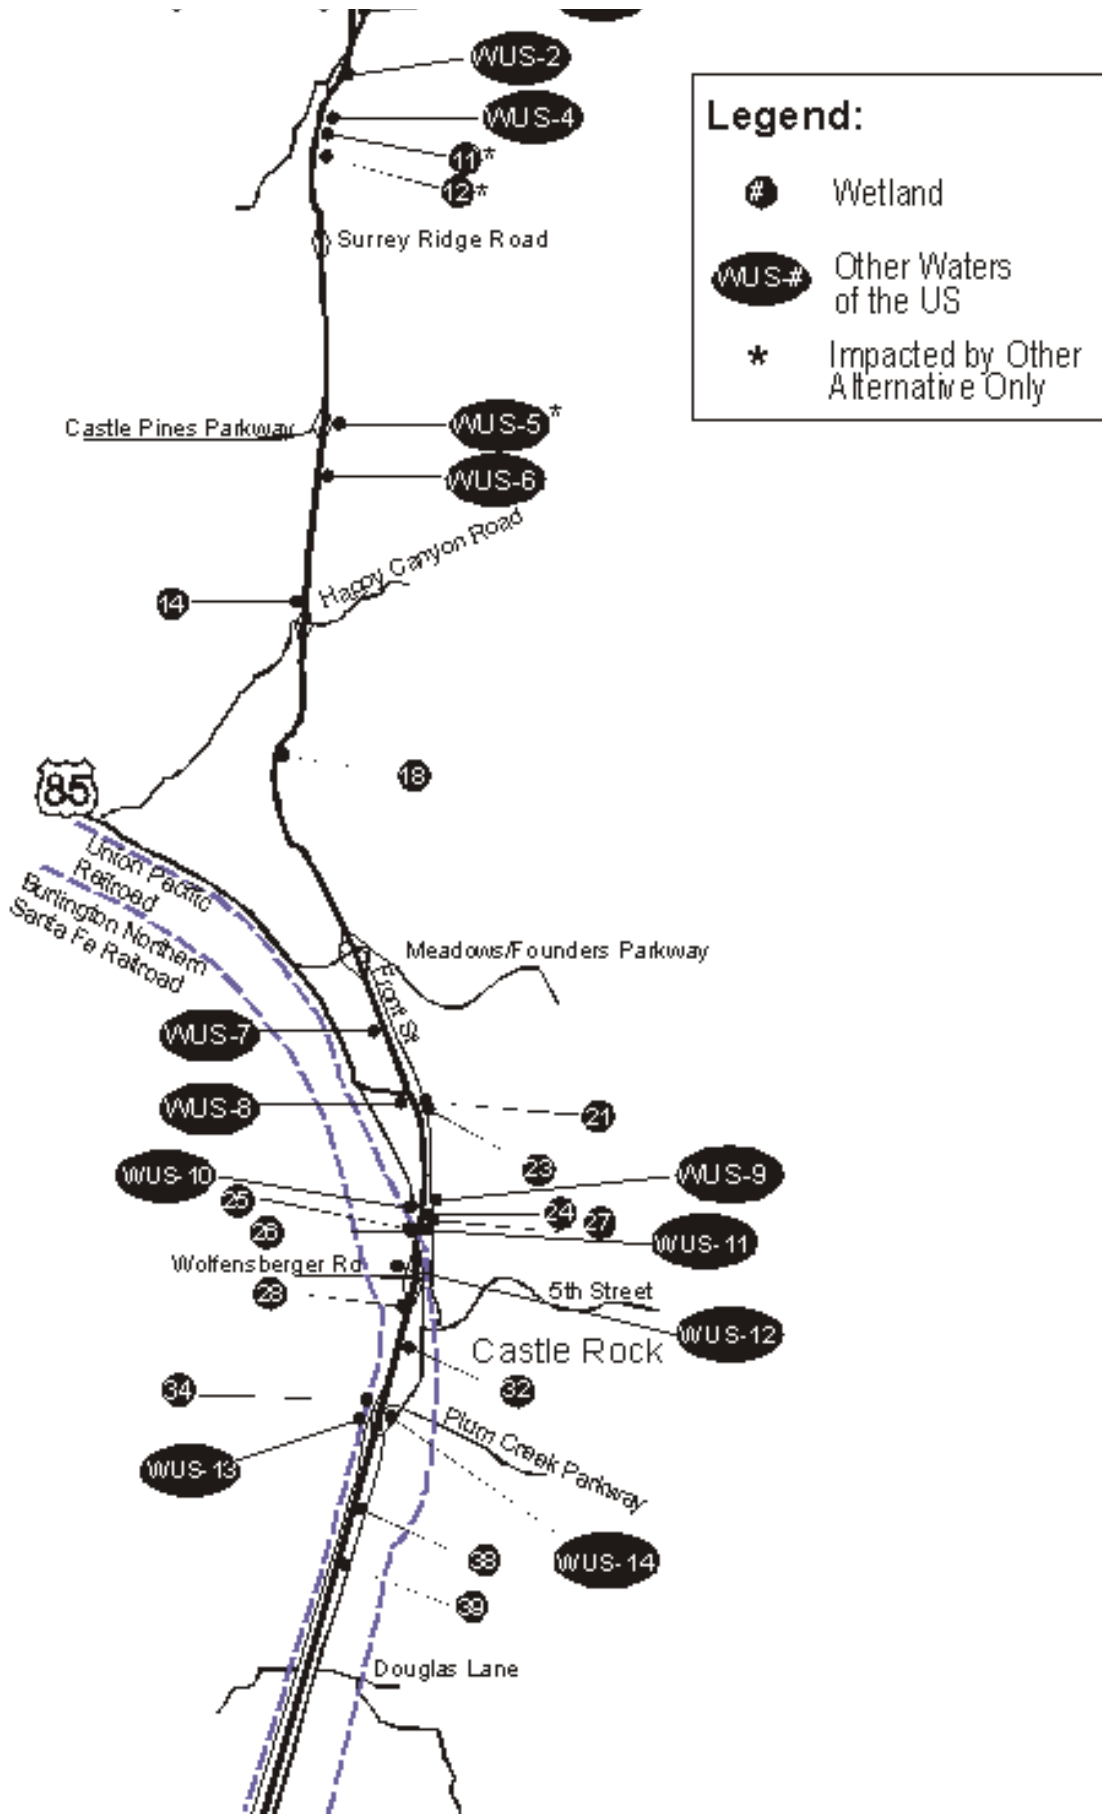 WUS-2
Legend:
WUS-4
11*
12*
# Wetland
Surrey Ridge Road
WUS-# Other Waters
of the US
* Impacted by Other
Alternative Only
Castle Pines Parkway
WUS-5*
WUS-6
Happy Canyon Road
14
18
85
Union Pacific
Railroad
Burlington Northern
Santa Fe Railroad
Meadows/Founders Parkway
Front St
WUS-7
WUS-8
21
23
WUS-10
WUS-9
25
24
27
26
WUS-11
Wolfensberger Rd
28
5th Street
WUS-12
Castle Rock
34
32
Plum Creek Parkway
WUS-13
38
WUS-14
39
Douglas Lane